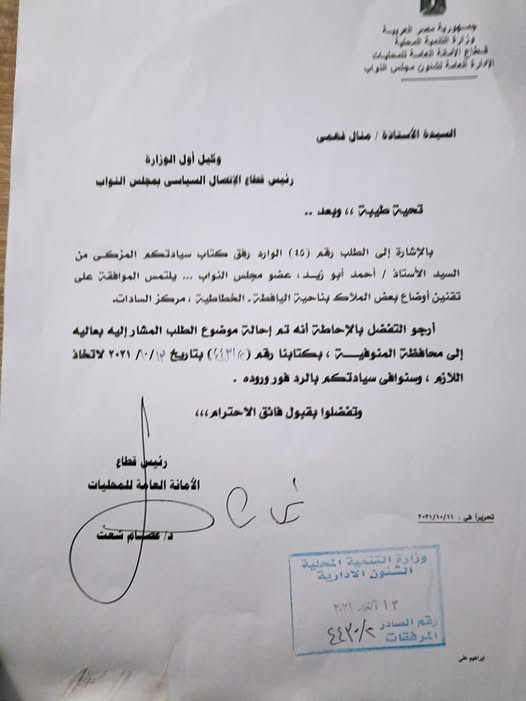 جمهورية مصر العربية
وزارة التنمية المحلية
قطاع الأمانة العامة للمحليات
الإدارة العامة لشئون مجلس النواب
السيدة الأستاذة / منال فهمى
وكيل أول الوزارة
رئيس قطاع الإتصال السياسى بمجلس النواب
تحية طيبة ،، وبعد ..
بالإشارة إلى الطلب رقم (٤٥) الوارد رفق كتاب سيادتكم المزكى من
السيد الأستاذ / أحمد أبو زيد، عضو مجلس النواب ... يلتمس الموافقة على
تقنين أوضاع بعض الملاك بناحية اليافطة، الخطاطبة ، مركز السادات.
أرجو التفضل بالإحاطة أنه تم إحالة موضوع الطلب المشار إليه بعاليه
إلى محافظة المنوفية ، بكتابنا رقم ( ) بتاريخ ١٢/ ١٠/ ٢٠٢١ لاتخاذ
اللازم ، وسنوافى سيادتكم بالرد فور وروده .
وتفضلوا بقبول فائق الاحترام،،،
رئيس قطاع
الأمانة العامة للمحليات
د/ عصام شعت
تحريراً فى : ٢٠٢١/١٠/١١
وزارة التنمية المحلية
الشئون الادارية
١٣ أكتوبر ٢٠٢١
رقم الصادر ٤٤٣٠/٢
المرفقات
ابراهيم على